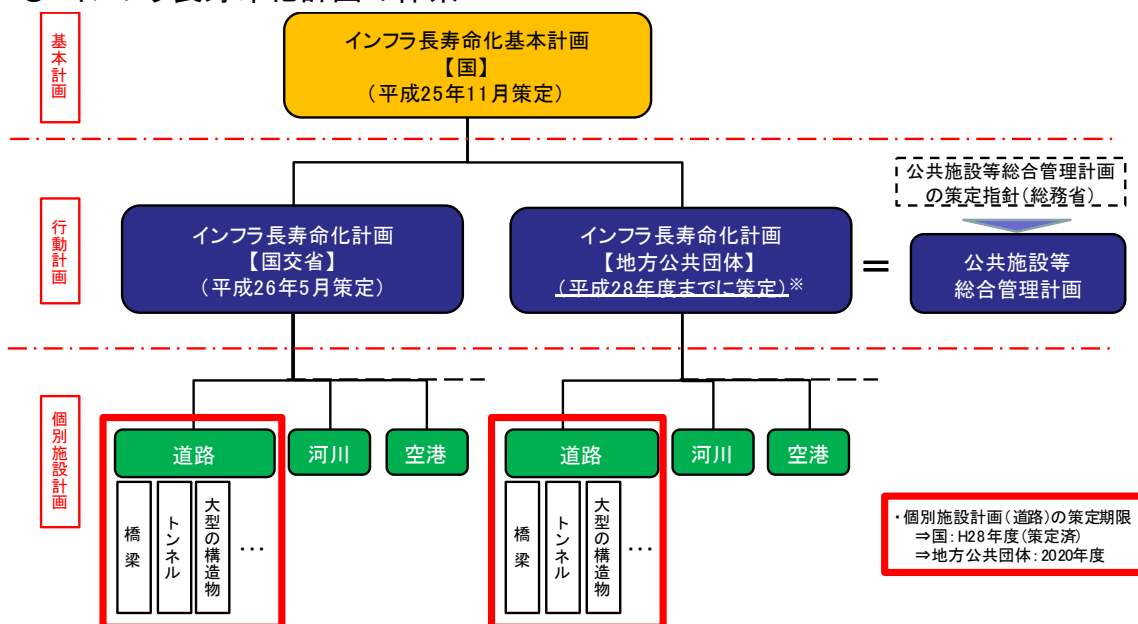 基本計画
インフラ長寿命化基本計画
【国】
(平成25年11月策定)
行動計画
インフラ長寿命化計画
【国交省】
(平成26年5月策定)
インフラ長寿命化計画
【地方公共団体】
(平成28年度までに策定)※
＝
公共施設等総合管理計画
の策定指針(総務省)
公共施設等
総合管理計画
個別施設計画
道路
河川
空港
橋梁
トンネル
大型の構造物
…
道路
河川
空港
橋梁
トンネル
大型の構造物
…
・個別施設計画(道路)の策定期限
⇒国:H28年度(策定済)
⇒地方公共団体:2020年度